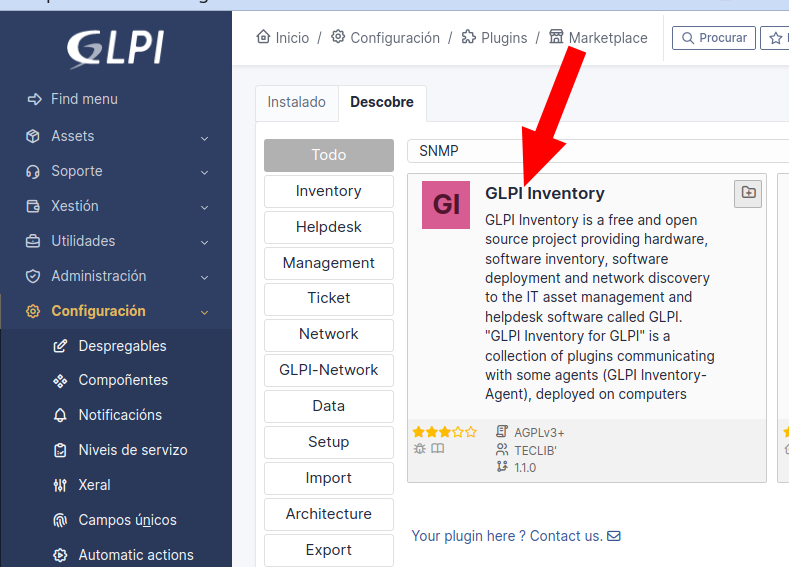 GLPI
Find menu
Assets
Soporte
Xestión
Utilidades
Administración
Configuración
Despregables
Compoñentes
Notificacións
Niveis de servizo
Xeral
Campos únicos
Automatic actions
Inicio / Configuración / Plugins / Marketplace
Procurar
Instalado
Descobre
Todo
Inventory
Helpdesk
Management
Ticket
Network
GLPI-Network
Data
Setup
Import
Architecture
Export
SNMP
GI
GLPI Inventory
GLPI Inventory is a free and open
source project providing hardware,
software inventory, software
deployment and network discovery
to the IT asset management and
helpdesk software called GLPI.
"GLPI Inventory for GLPI" is a
collection of plugins communicating
with some agents (GLPI Inventory-
Agent), deployed on computers
AGPLv3+
TECLIB'
1.1.0
Your plugin here ? Contact us.